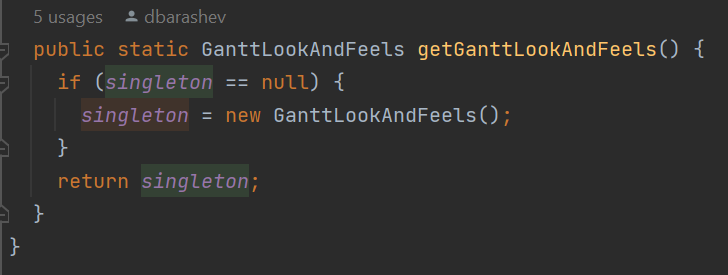 5 usages dbarashev
public static GanttLookAndFeels getGanttLookAndFeels() {
if (singleton == null) {
singleton = new GanttLookAndFeels();
}
return singleton;
}
}